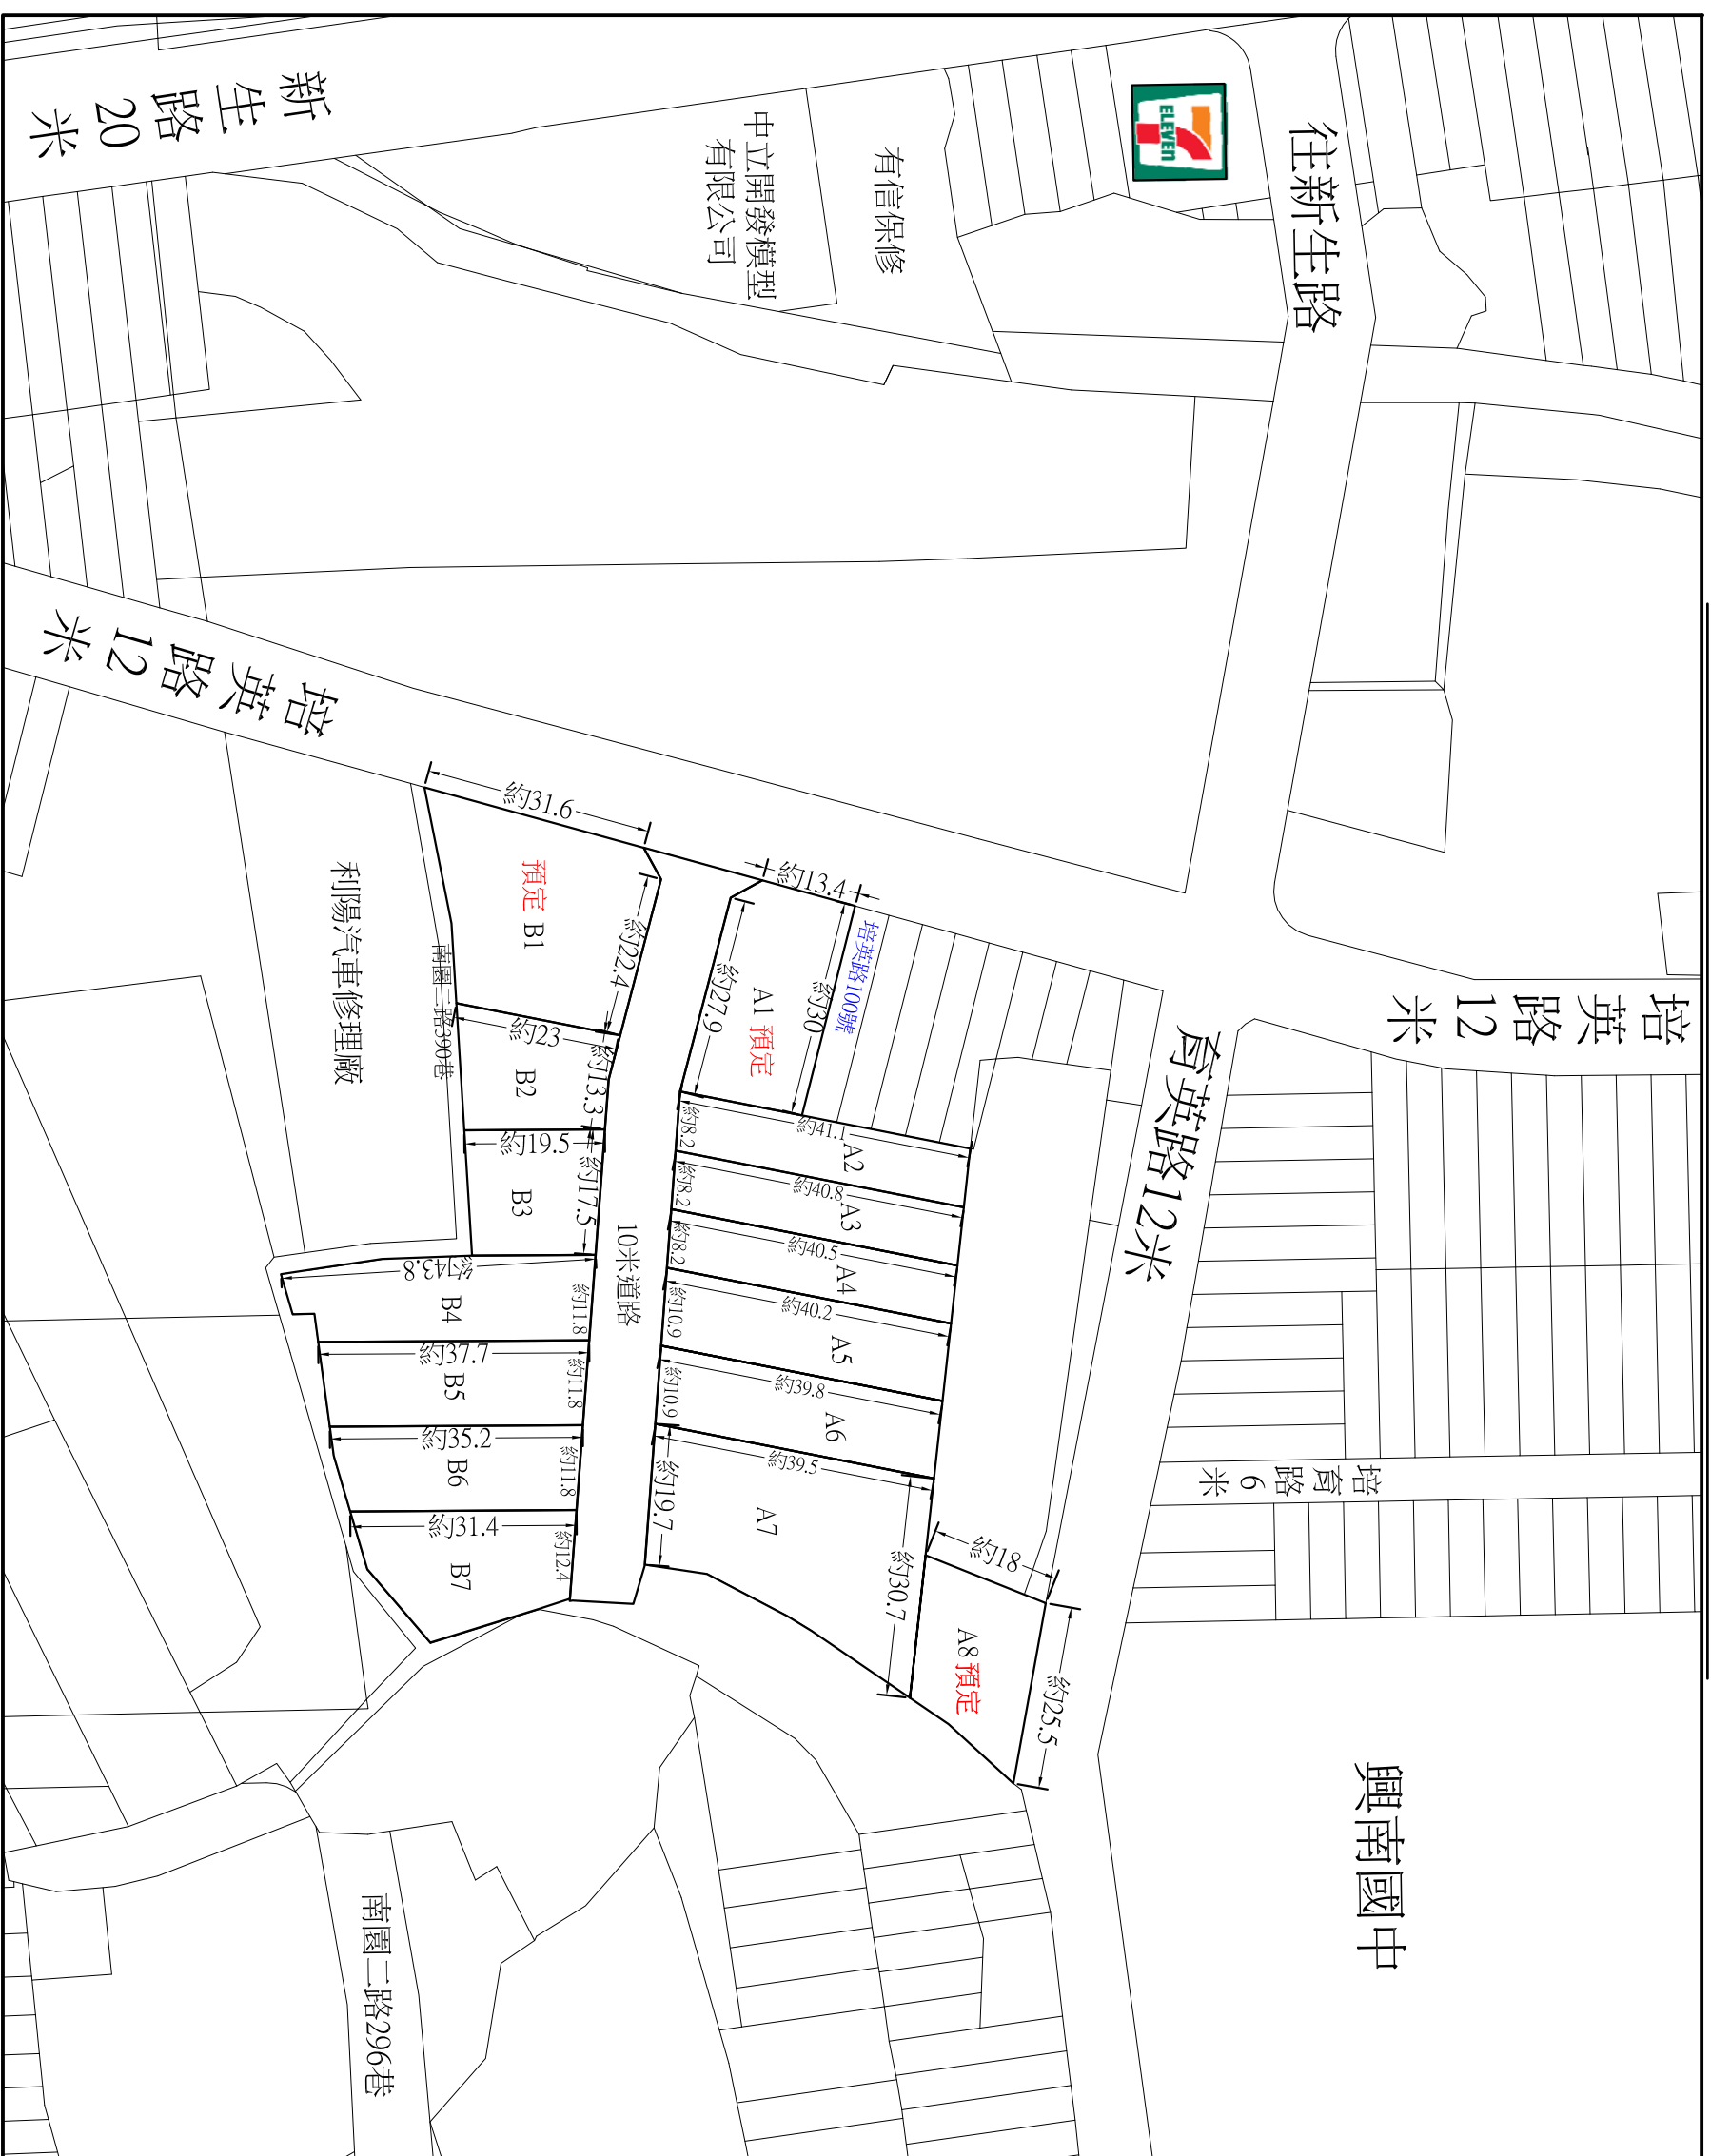 新生路20米
往新生路
ELEVEN
有信保修
中立開發模型
有限公司
培英路12米
培英路12米
育英路12米
培育路6米
興南國中
利陽汽車修理廠
南園二路390巷
南園二路296巷
培英路100號
10米道路
約31.6
約13.4
預定 B1
約22.4
約23
B2
約13.3
約19.5
B3
約17.5
約43.8
B4
約11.8
約37.7
B5
約11.8
約35.2
B6
約11.8
約31.4
B7
約12.4
A1 預定
約27.9
約30
約41.1
A2
約8.2
約40.8
A3
約8.2
約40.5
A4
約8.2
約40.2
A5
約10.9
約39.8
A6
約10.9
約39.5
A7
約19.7
約30.7
約18
A8 預定
約25.5